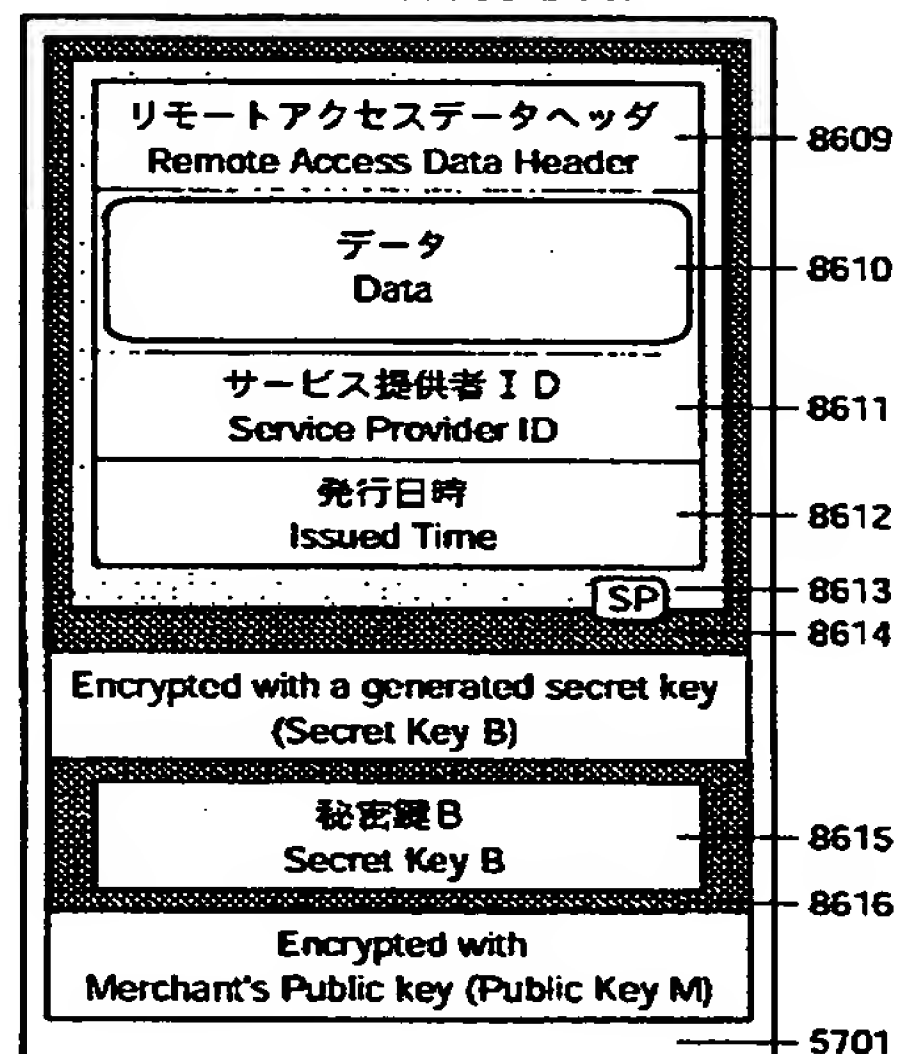 リモートアクセスデータヘッダ
Remote Access Data Header
8609
データ
Data
8610
サービス提供者ID
Service Provider ID
8611
発行日時
Issued Time
8612
SP
8613
8614
Encrypted with a generated secret key
(Secret Key B)
秘密鍵B
Secret Key B
8615
8616
Encrypted with
Merchant's Public key (Public Key M)
5701